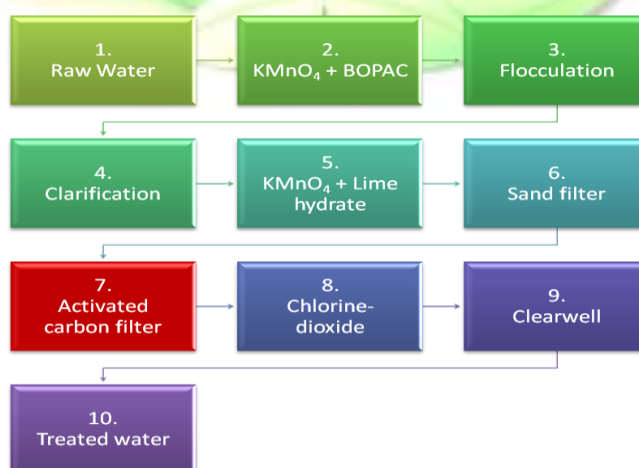 1.
Raw Water
2.
KMnO₄ + BOPAC
3.
Flocculation
4.
Clarification
5.
KMnO₄ + Lime
hydrate
6.
Sand filter
7.
Activated
carbon filter
8.
Chlorine-
dioxide
9.
Clearwell
10.
Treated water